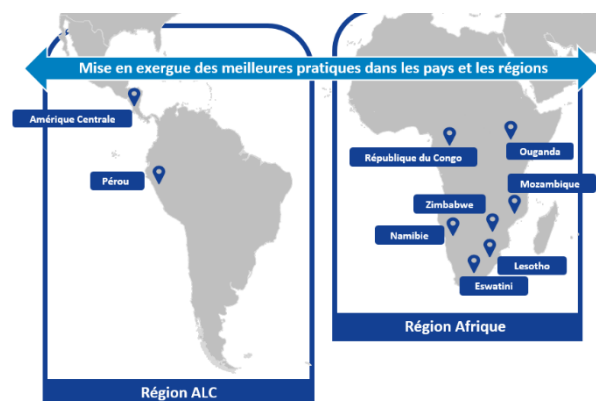 Mise en exergue des meilleures pratiques dans les pays et les régions
Amérique Centrale
Pérou
République du Congo
Ouganda
Mozambique
Zimbabwe
Namibie
Lesotho
Eswatini
Région Afrique
Région ALC